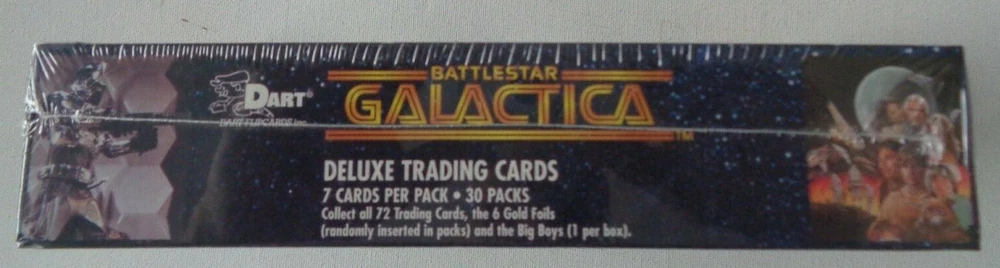 BATTLESTAR
DART®
GALACTICA
DART FLIPCARDS Inc.
TM
DELUXE TRADING CARDS
7 CARDS PER PACK • 30 PACKS
Collect all 72 Trading Cards, the 6 Gold Foils
(randomly inserted in packs) and the Big Boys (1 per box).